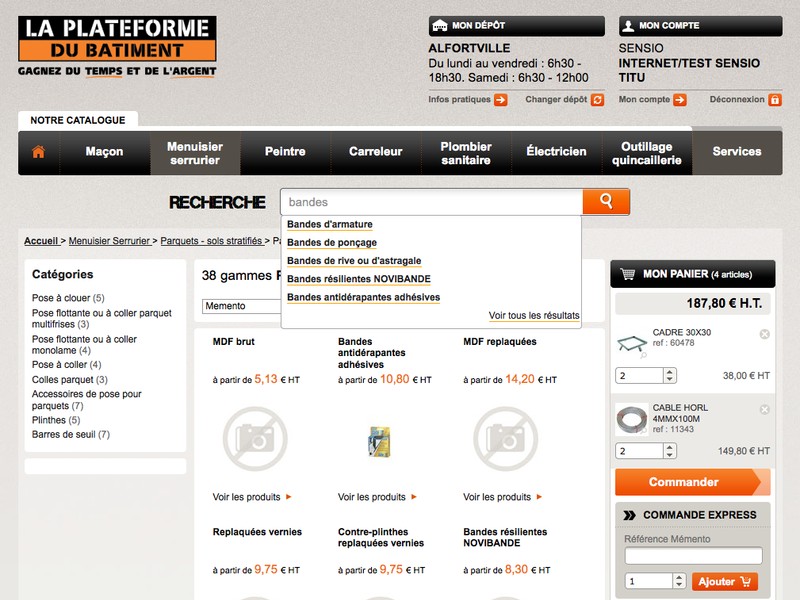 LA PLATEFORME
DU BATIMENT
GAGNEZ DU TEMPS ET DE L'ARGENT
MON DÉPÔT
ALFORTVILLE
Du lundi au vendredi : 6h30 -
18h30. Samedi : 6h30 - 12h00
Infos pratiques
Changer dépôt
MON COMPTE
SENSIO
INTERNET/TEST SENSIO
TITU
Mon compte
Déconnexion
NOTRE CATALOGUE
Maçon
Menuisier
serrurier
Peintre
Carreleur
Plombier
sanitaire
Électricien
Outillage
quincaillerie
Services
RECHERCHE
bandes
Bandes d'armature
Bandes de ponçage
Bandes de rive ou d'astragale
Bandes résilientes NOVIBANDE
Bandes antidérapantes adhésives
Voir tous les résultats
Accueil > Menuisier Serrurier > Parquets - sols stratifiés >
Catégories
Pose à clouer (5)
Pose flottante ou à coller parquet
multifrises (3)
Pose flottante ou à coller
monolame (4)
Pose à coller (4)
Colles parquet (3)
Accessoires de pose pour
parquets (7)
Plinthes (5)
Barres de seuil (7)
38 gammes
Memento
MDF brut
à partir de 5,13 € HT
Voir les produits
Bandes
antidérapantes
adhésives
à partir de 10,80 € HT
Voir les produits
MDF replaquées
à partir de 14,20 € HT
Voir les produits
Replaquées vernies
à partir de 9,75 € HT
Contre-plinthes
replaquées vernies
à partir de 9,75 € HT
Bandes résilientes
NOVIBANDE
à partir de 8,30 € HT
MON PANIER (4 articles)
187,80 € H.T.
CADRE 30X30
ref : 60478
2
38,00 € HT
CABLE HORL
4MMX100M
ref : 11343
2
149,80 € HT
Commander
COMMANDE EXPRESS
Référence Mémento
1
Ajouter